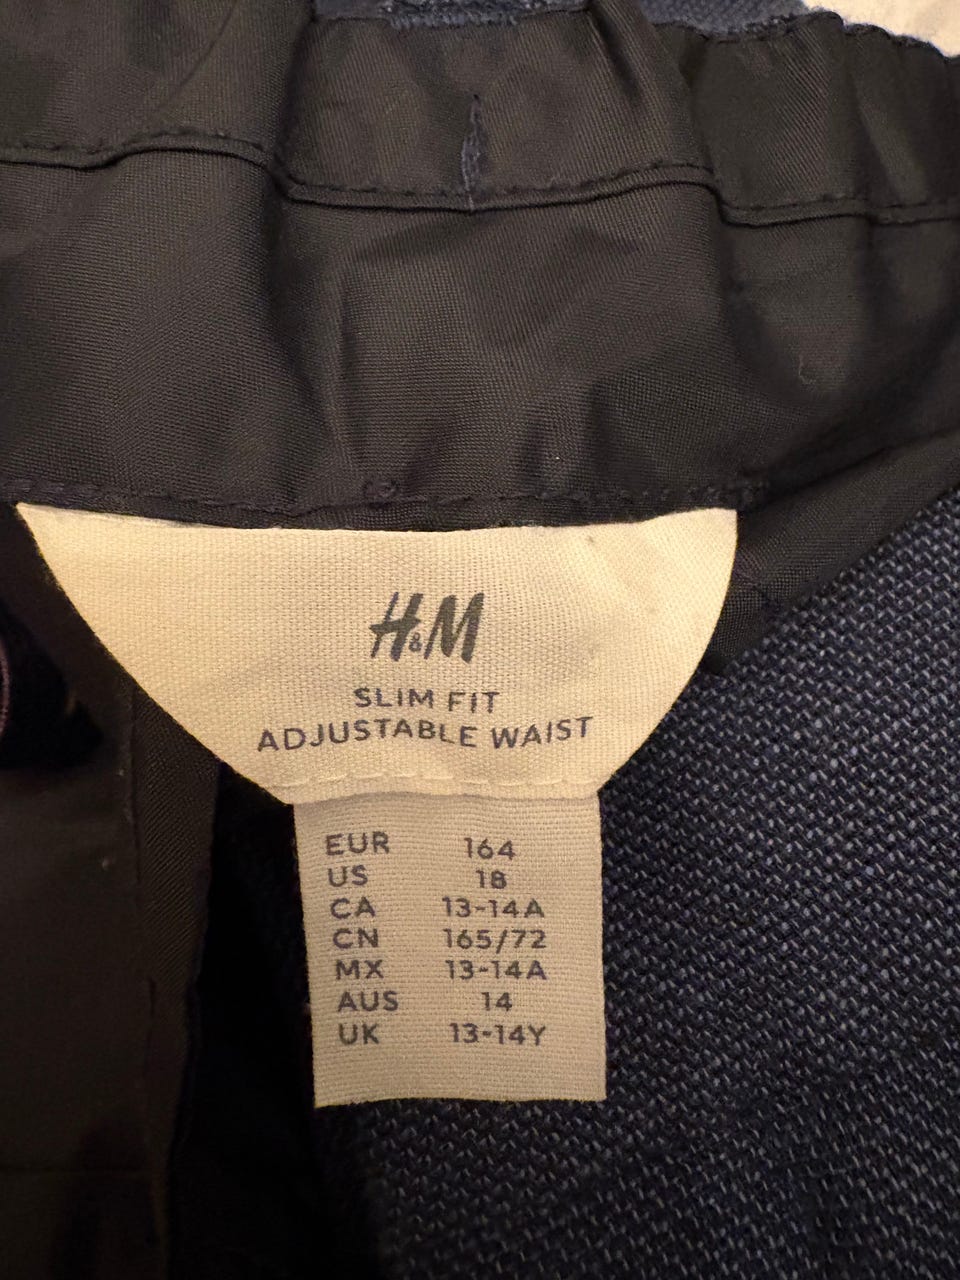 H&M
SLIM FIT
ADJUSTABLE WAIST
EUR 164
US 18
CA 13-14A
CN 165/72
MX 13-14A
AUS 14
UK 13-14Y